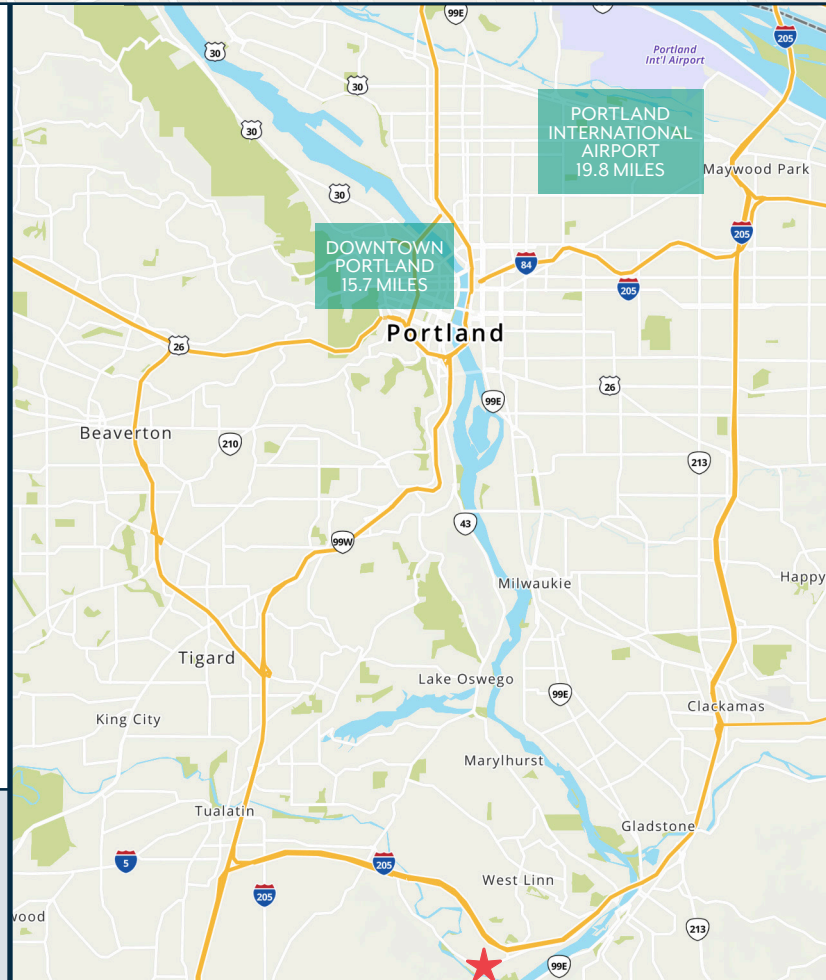 99E
205
30
Portland
Int'l Airport
30
PORTLAND
INTERNATIONAL
AIRPORT
19.8 MILES
30
Maywood Park
30
205
DOWNTOWN
PORTLAND
15.7 MILES
84
205
Portland
26
26
99E
Beaverton
210
213
43
99W
Milwaukie
Happy
Tigard
Lake Oswego
99E
Clackamas
King City
Marylhurst
Tualatin
Gladstone
5
205
West Linn
205
wood
213
99E